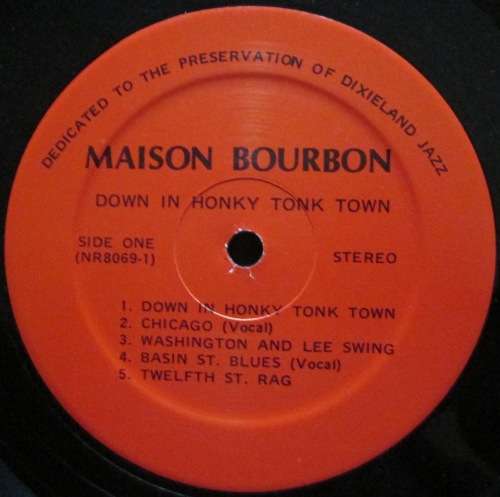 DEDICATED TO THE PRESERVATION OF DIXIELAND JAZZ
MAISON BOURBON
DOWN IN HONKY TONK TOWN
SIDE ONE
(NR8069-1)
STEREO
1. DOWN IN HONKY TONK TOWN
2. CHICAGO (Vocal)
3. WASHINGTON AND LEE SWING
4. BASIN ST. BLUES (Vocal)
5. TWELFTH ST. RAG